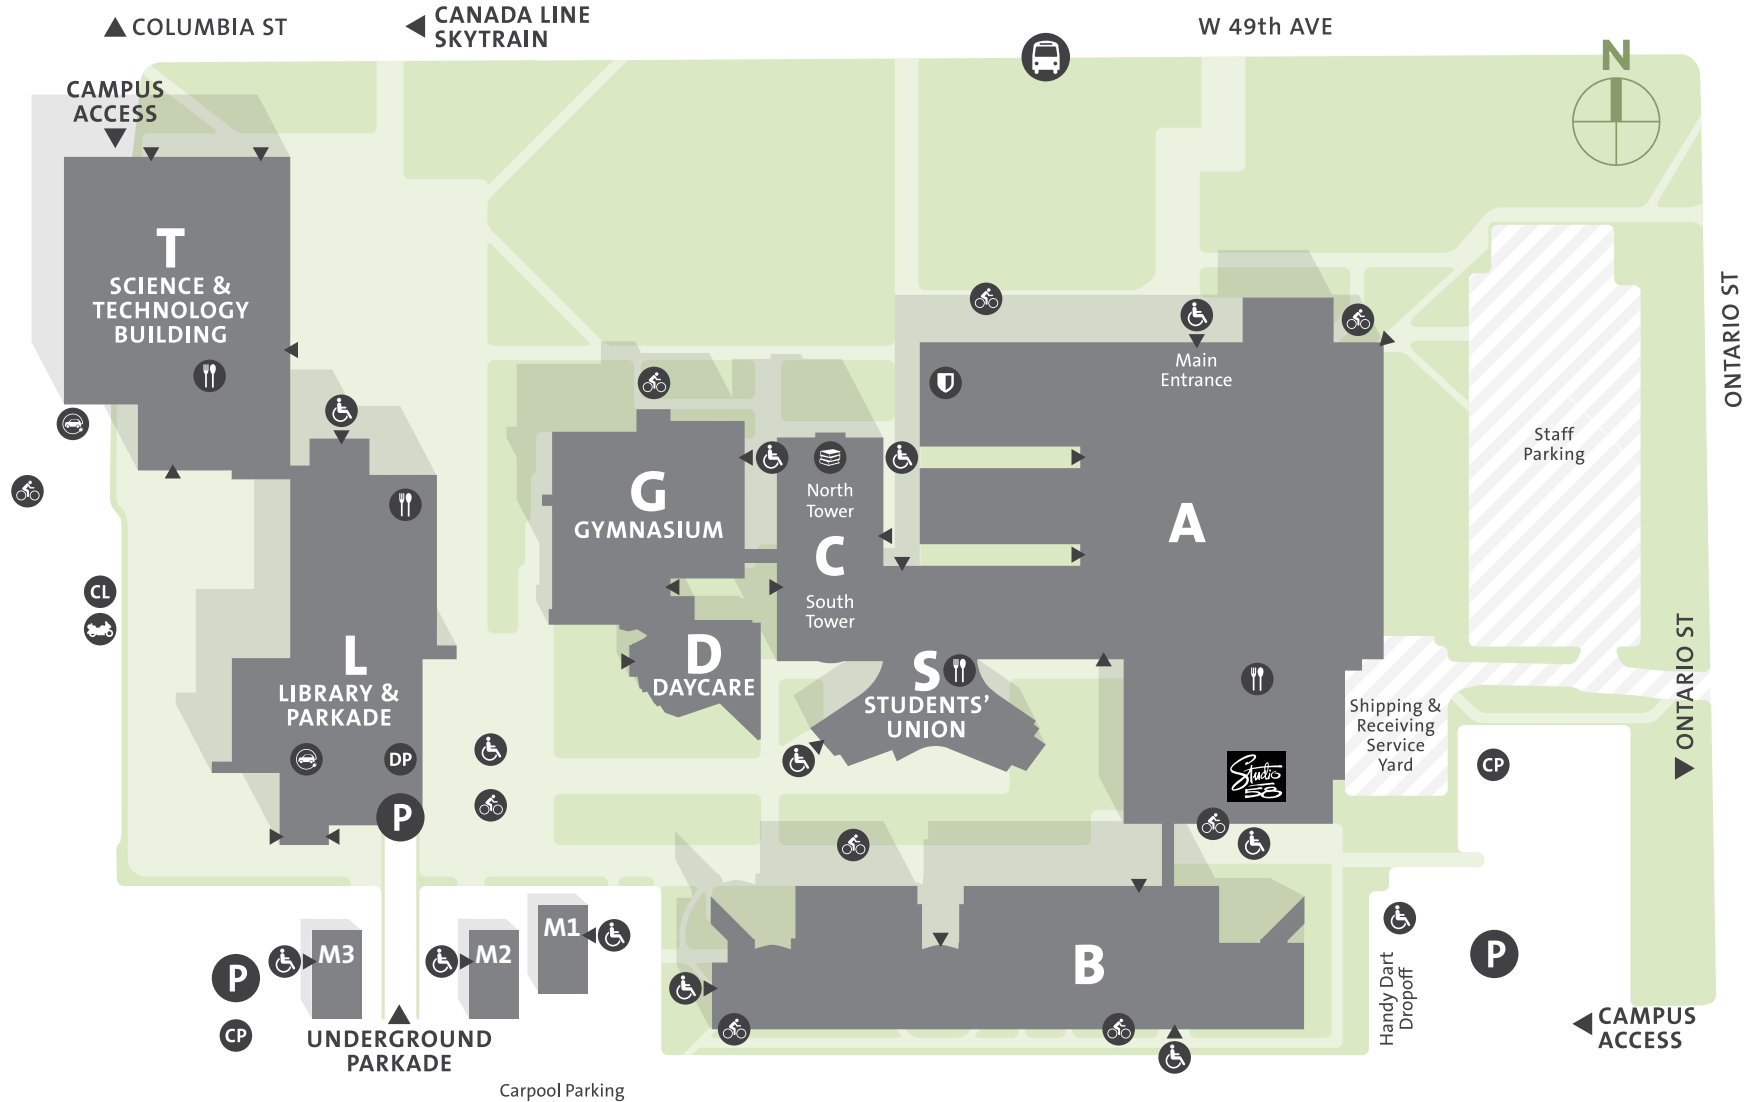 COLUMBIA ST
CANADA LINE
SKYTRAIN
W 49th AVE
N
CAMPUS
ACCESS
T
SCIENCE &
TECHNOLOGY
BUILDING
ONTARIO ST
Main
Entrance
Staff
Parking
G
GYMNASIUM
North
Tower
C
South
Tower
A
CL
L
LIBRARY &
PARKADE
DP
P
D
DAYCARE
S
STUDENTS'
UNION
Studio
58
Shipping &
Receiving
Service
Yard
ONTARIO ST
CP
M3
M2
M1
B
P
CP
UNDERGROUND
PARKADE
Carpool Parking
Handy Dart
Dropoff
P
CAMPUS
ACCESS